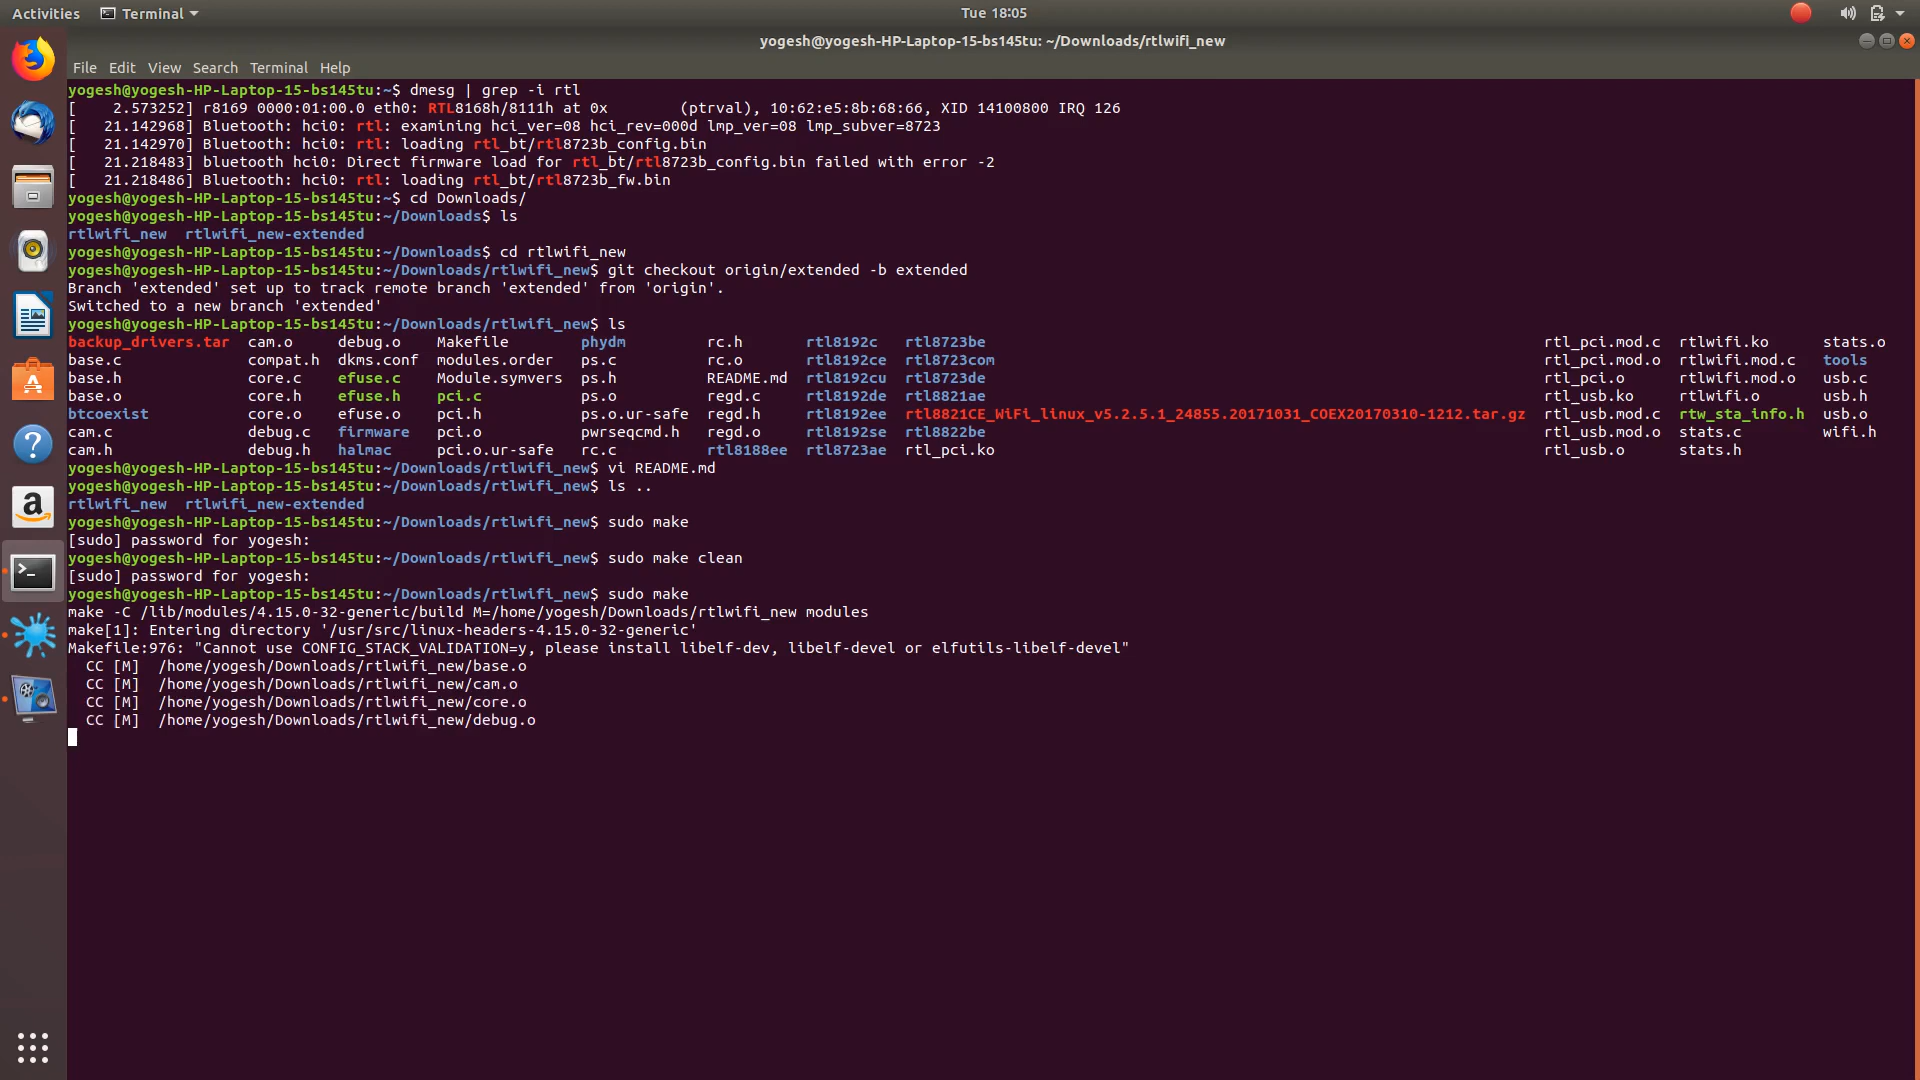 Activities Terminal Tue 18:05
yogesh@yogesh-HP-Laptop-15-bs145tu: ~/Downloads/rtlwifi_new
File Edit View Search Terminal Help
yogesh@yogesh-HP-Laptop-15-bs145tu:~$ dmesg | grep -i rtl
[    2.573252] r8169 0000:01:00.0 eth0: RTL8168h/8111h at 0x        (ptrval), 10:62:e5:8b:68:66, XID 14100800 IRQ 126
[   21.142968] Bluetooth: hci0: rtl: examining hci_ver=08 hci_rev=000d lmp_ver=08 lmp_subver=8723
[   21.142970] Bluetooth: hci0: rtl: loading rtl_bt/rtl8723b_config.bin
[   21.218483] bluetooth hci0: Direct firmware load for rtl_bt/rtl8723b_config.bin failed with error -2
[   21.218486] Bluetooth: hci0: rtl: loading rtl_bt/rtl8723b_fw.bin
yogesh@yogesh-HP-Laptop-15-bs145tu:~$ cd Downloads/
yogesh@yogesh-HP-Laptop-15-bs145tu:~/Downloads$ ls
rtlwifi_new  rtlwifi_new-extended
yogesh@yogesh-HP-Laptop-15-bs145tu:~/Downloads$ cd rtlwifi_new
yogesh@yogesh-HP-Laptop-15-bs145tu:~/Downloads/rtlwifi_new$ git checkout origin/extended -b extended
Branch 'extended' set up to track remote branch 'extended' from 'origin'.
Switched to a new branch 'extended'
yogesh@yogesh-HP-Laptop-15-bs145tu:~/Downloads/rtlwifi_new$ ls
backup_drivers.tar  cam.o     debug.o    Makefile        phydm         rc.h       rtl8192c   rtl8723be  rtl_pci.mod.c  rtlwifi.ko     stats.o
base.c              compat.h  dkms.conf  modules.order   ps.c          rc.o       rtl8192ce  rtl8723com  rtl_pci.mod.o  rtlwifi.mod.c  tools
base.h              core.c    efuse.c    Module.symvers  ps.h          README.md  rtl8192cu  rtl8723de  rtl_pci.o      rtlwifi.mod.o  usb.c
base.o              core.h    efuse.h    pci.c           ps.o          regd.c     rtl8192de  rtl8821ae  rtl_usb.ko     rtlwifi.o      usb.h
btcoexist           core.o    efuse.o    pci.h           ps.o.ur-safe  regd.h     rtl8192ee  rtl8821CE_WiFi_linux_v5.2.5.1_24855.20171031_COEX20170310-1212.tar.gz  rtl_usb.mod.c  rtw_sta_info.h  usb.o
cam.c               debug.c   firmware   pci.o           pwrseqcmd.h   regd.o     rtl8192se  rtl8822be  rtl_usb.mod.o  stats.c        wifi.h
cam.h               debug.h   halmac     pci.o.ur-safe   rc.c          rtl8188ee  rtl8723ae  rtl_pci.ko  rtl_usb.o      stats.h
yogesh@yogesh-HP-Laptop-15-bs145tu:~/Downloads/rtlwifi_new$ vi README.md
yogesh@yogesh-HP-Laptop-15-bs145tu:~/Downloads/rtlwifi_new$ ls ..
rtlwifi_new  rtlwifi_new-extended
yogesh@yogesh-HP-Laptop-15-bs145tu:~/Downloads/rtlwifi_new$ sudo make
[sudo] password for yogesh:
yogesh@yogesh-HP-Laptop-15-bs145tu:~/Downloads/rtlwifi_new$ sudo make clean
[sudo] password for yogesh:
yogesh@yogesh-HP-Laptop-15-bs145tu:~/Downloads/rtlwifi_new$ sudo make
make -C /lib/modules/4.15.0-32-generic/build M=/home/yogesh/Downloads/rtlwifi_new modules
make[1]: Entering directory '/usr/src/linux-headers-4.15.0-32-generic'
Makefile:976: "Cannot use CONFIG_STACK_VALIDATION=y, please install libelf-dev, libelf-devel or elfutils-libelf-devel"
  CC [M]  /home/yogesh/Downloads/rtlwifi_new/base.o
  CC [M]  /home/yogesh/Downloads/rtlwifi_new/cam.o
  CC [M]  /home/yogesh/Downloads/rtlwifi_new/core.o
  CC [M]  /home/yogesh/Downloads/rtlwifi_new/debug.o